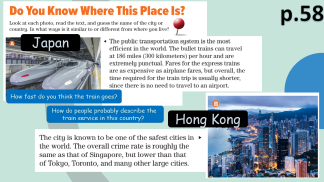 Do You Know Where This Place Is?
p.58
Look at each photo, read the text, and guess the name of the city or
country. In what ways is it similar to or different from where you live?
Japan
• The public transportation system is the most
efficient in the world. The bullet trains can travel
at 186 miles (300 kilometers) per hour and are
extremely punctual. Fares for the express trains
are as expensive as airplane fares, but overall, the
time required for the train trip is usually shorter,
since there is no need to travel to an airport.
How fast do you think the train goes?
How do people probably describe the
train service in this country?
Hong Kong
The city is known to be one of the safest cities in
the world. The overall crime rate is roughly the
same as that of Singapore, but lower than that
of Tokyo, Toronto, and many other large cities.